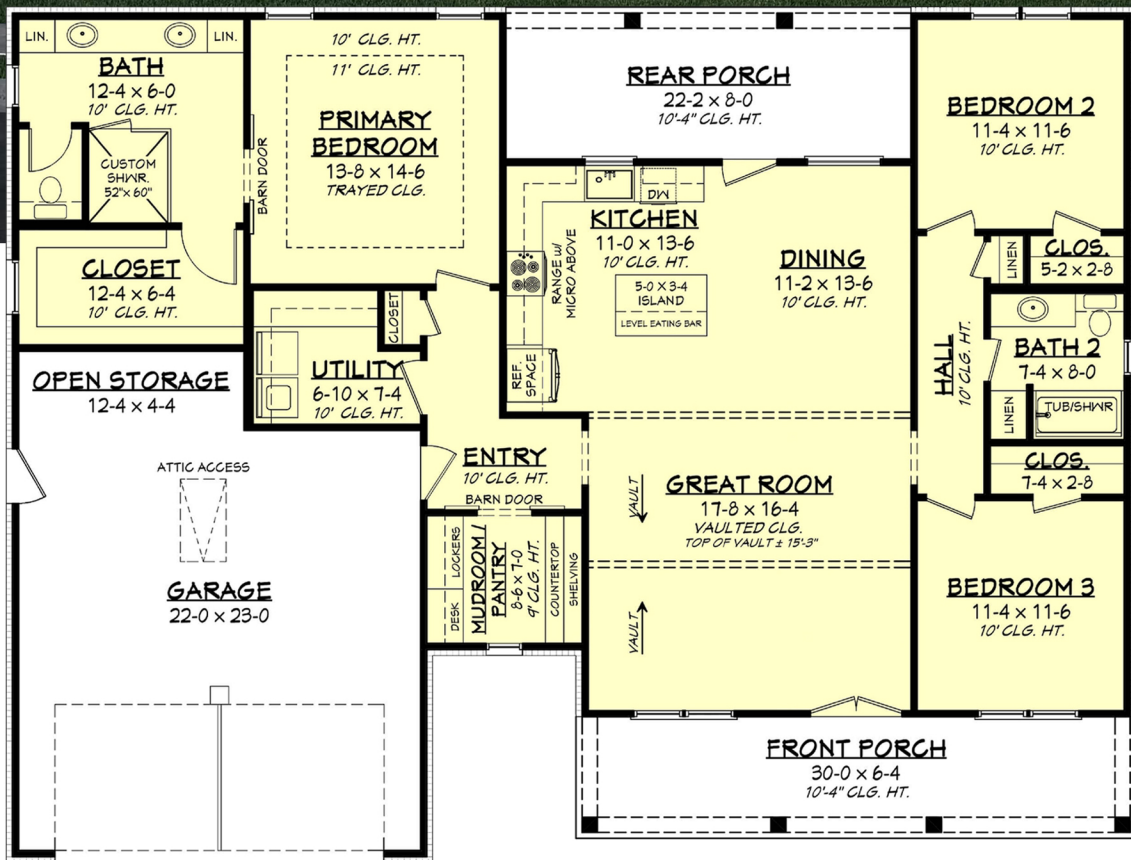 LIN.
LIN.
BATH
12-4 x 6-0
10' CLG. HT.
CUSTOM
SHWR.
52"x 60"
BARN DOOR
10' CLG. HT.
11' CLG. HT.
PRIMARY
BEDROOM
13-8 x 14-6
TRAYED CLG.
REAR PORCH
22-2 x 8-0
10'-4" CLG. HT.
BEDROOM 2
11-4 x 11-6
10' CLG. HT.
CLOSET
12-4 x 6-4
10' CLG. HT.
DW
KITCHEN
11-0 x 13-6
10' CLG. HT.
RANGE W/
MICRO ABOVE
5-0 x 3-4
ISLAND
LEVEL EATING BAR
REF.
SPACE
DINING
11-2 x 13-6
10' CLG. HT.
LINEN
CLOS.
5-2 x 2-8
HALL
10' CLG. HT.
BATH 2
7-4 x 8-0
LINEN
TUB/SHWR
CLOS.
7-4 x 2-8
OPEN STORAGE
12-4 x 4-4
CLOSET
UTILITY
6-10 x 7-4
10' CLG. HT.
ATTIC ACCESS
GARAGE
22-0 x 23-0
ENTRY
10' CLG. HT.
BARN DOOR
LOCKERS
DESK
MUDROOM /
PANTRY
8-6 x 7-0
9' CLG. HT.
COUNTERTOP
SHELVING
VAULT
GREAT ROOM
17-8 x 16-4
VAULTED CLG.
TOP OF VAULT ± 15'-3"
VAULT
BEDROOM 3
11-4 x 11-6
10' CLG. HT.
FRONT PORCH
30-0 x 6-4
10'-4" CLG. HT.